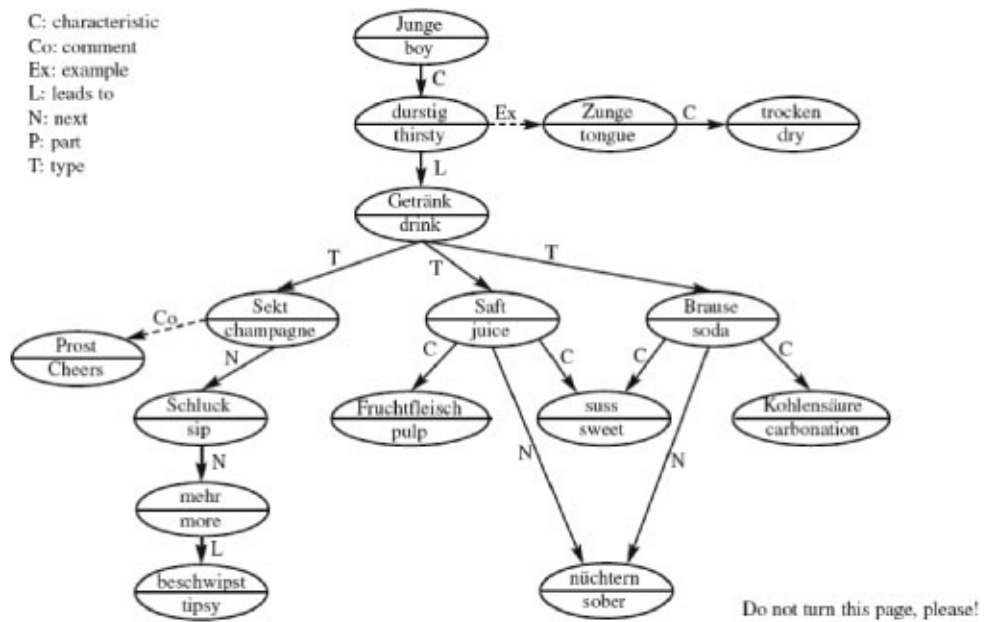 C: characteristic
Co: comment
Ex: example
L: leads to
N: next
P: part
T: type
Junge
boy
C
durstig
thirsty
Ex
Zunge
tongue
C
trocken
dry
L
Getränk
drink
T
T
T
Sekt
champagne
Saft
juice
Brause
soda
Co
Prost
Cheers
N
C
C
C
C
Schluck
sip
Fruchtfleisch
pulp
suss
sweet
Kohlensäure
carbonation
N
N
N
mehr
more
L
beschwipst
tipsy
nüchtern
sober
Do not turn this page, please!